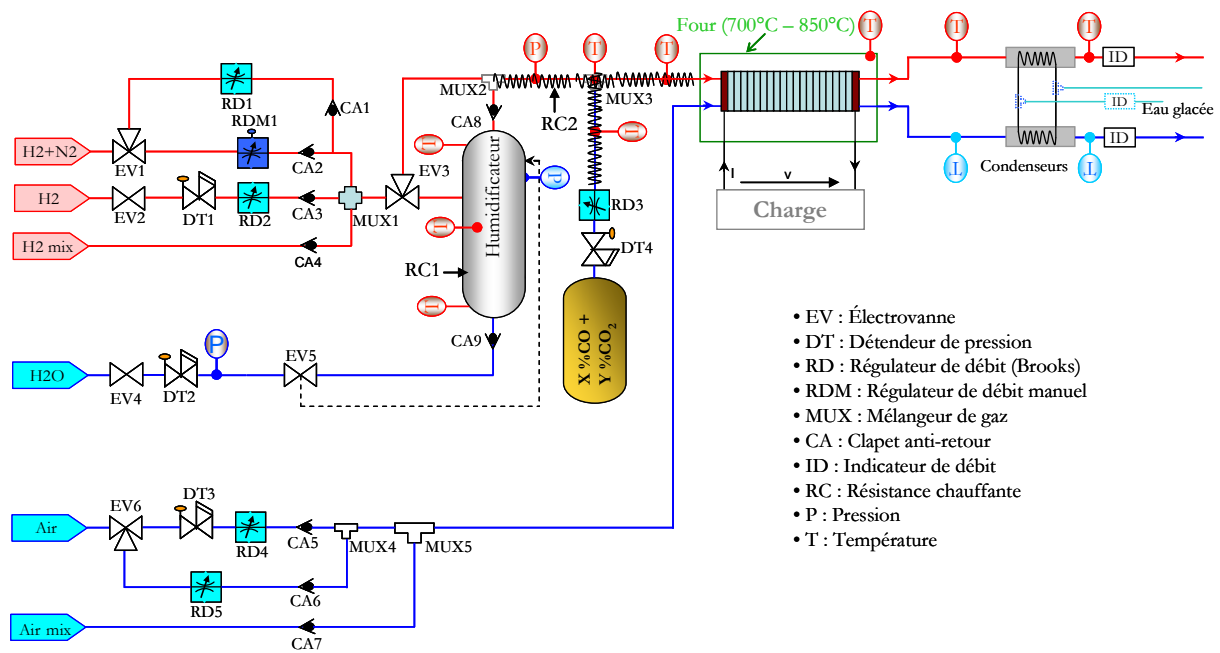 Four (700°C – 850°C)
P
T
T
T
T
T
ID
MUX2
MUX3
RD1
CA1
RDM1
RC2
CA8
ID
Eau glacée
H2+N2
EV1
CA2
T
T
EV3
ID
H2
EV2
DT1
RD2
CA3
MUX1
P
T
T
Condenseurs
I
v
Charge
RD3
H2 mix
CA4
T
Humidificateur
DT4
RC1
T
CA9
X %CO +
Y %CO2
H2O
EV4
DT2
P
EV5
Air
EV6
DT3
RD4
CA5
MUX4
MUX5
RD5
CA6
Air mix
CA7
• EV : Électrovanne
• DT : Détendeur de pression
• RD : Régulateur de débit (Brooks)
• RDM : Régulateur de débit manuel
• MUX : Mélangeur de gaz
• CA : Clapet anti-retour
• ID : Indicateur de débit
• RC : Résistance chauffante
• P : Pression
• T : Température